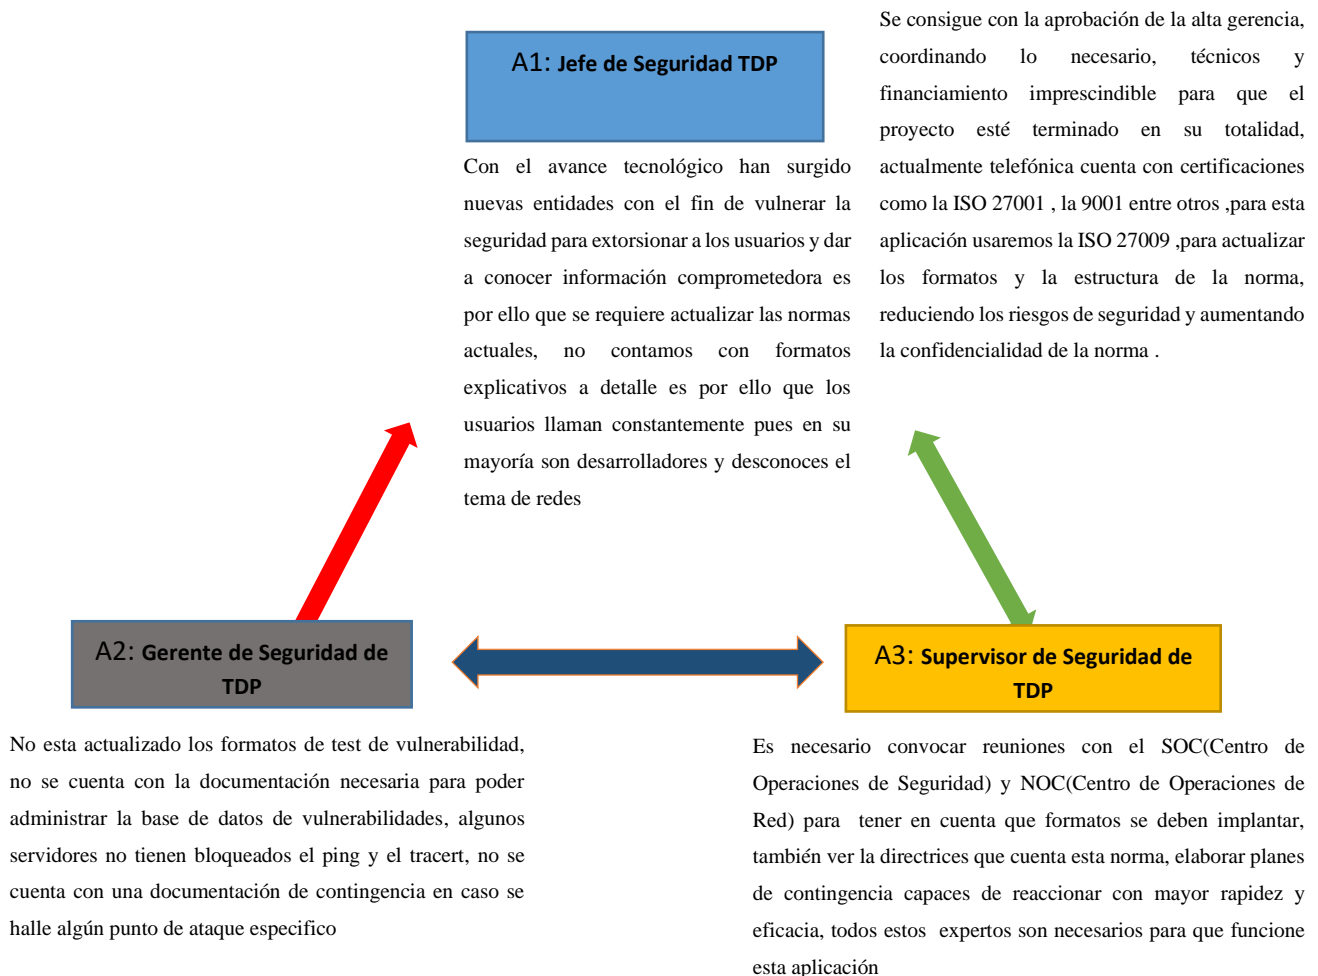 A1: Jefe de Seguridad TDP
Con el avance tecnológico han surgido
nuevas entidades con el fin de vulnerar la
seguridad para extorsionar a los usuarios y dar
a conocer información comprometedora es
por ello que se requiere actualizar las normas
actuales, no contamos con formatos
explicativos a detalle es por ello que los
usuarios llaman constantemente pues en su
mayoría son desarrolladores y desconoces el
tema de redes
Se consigue con la aprobación de la alta gerencia,
coordinando lo necesario, técnicos y
financiamiento imprescindible para que el
proyecto esté terminado en su totalidad,
actualmente telefónica cuenta con certificaciones
como la ISO 27001 , la 9001 entre otros ,para esta
aplicación usaremos la ISO 27009 ,para actualizar
los formatos y la estructura de la norma,
reduciendo los riesgos de seguridad y aumentando
la confidencialidad de la norma .
A2: Gerente de Seguridad de
TDP
No esta actualizado los formatos de test de vulnerabilidad,
no se cuenta con la documentación necesaria para poder
administrar la base de datos de vulnerabilidades, algunos
servidores no tienen bloqueados el ping y el tracert, no se
cuenta con una documentación de contingencia en caso se
halle algún punto de ataque especifico
A3: Supervisor de Seguridad de
TDP
Es necesario convocar reuniones con el SOC(Centro de
Operaciones de Seguridad) y NOC(Centro de Operaciones de
Red) para tener en cuenta que formatos se deben implantar,
también ver la directrices que cuenta esta norma, elaborar planes
de contingencia capaces de reaccionar con mayor rapidez y
eficacia, todos estos expertos son necesarios para que funcione
esta aplicación